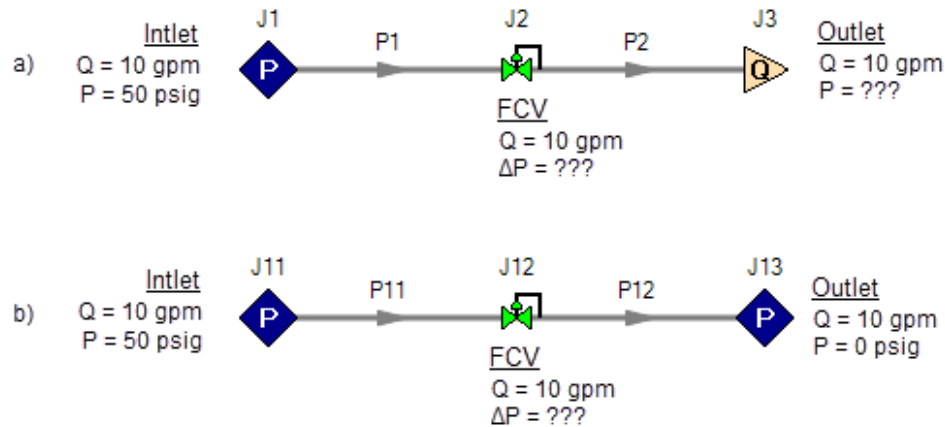 J1 J2 J3
a)
Intlet
Q = 10 gpm
P = 50 psig
P
P1
FCV
Q = 10 gpm
ΔP = ???
P2
Q
Outlet
Q = 10 gpm
P = ???
J11 J12 J13
b)
Intlet
Q = 10 gpm
P = 50 psig
P
P11
FCV
Q = 10 gpm
ΔP = ???
P12
P
Outlet
Q = 10 gpm
P = 0 psig